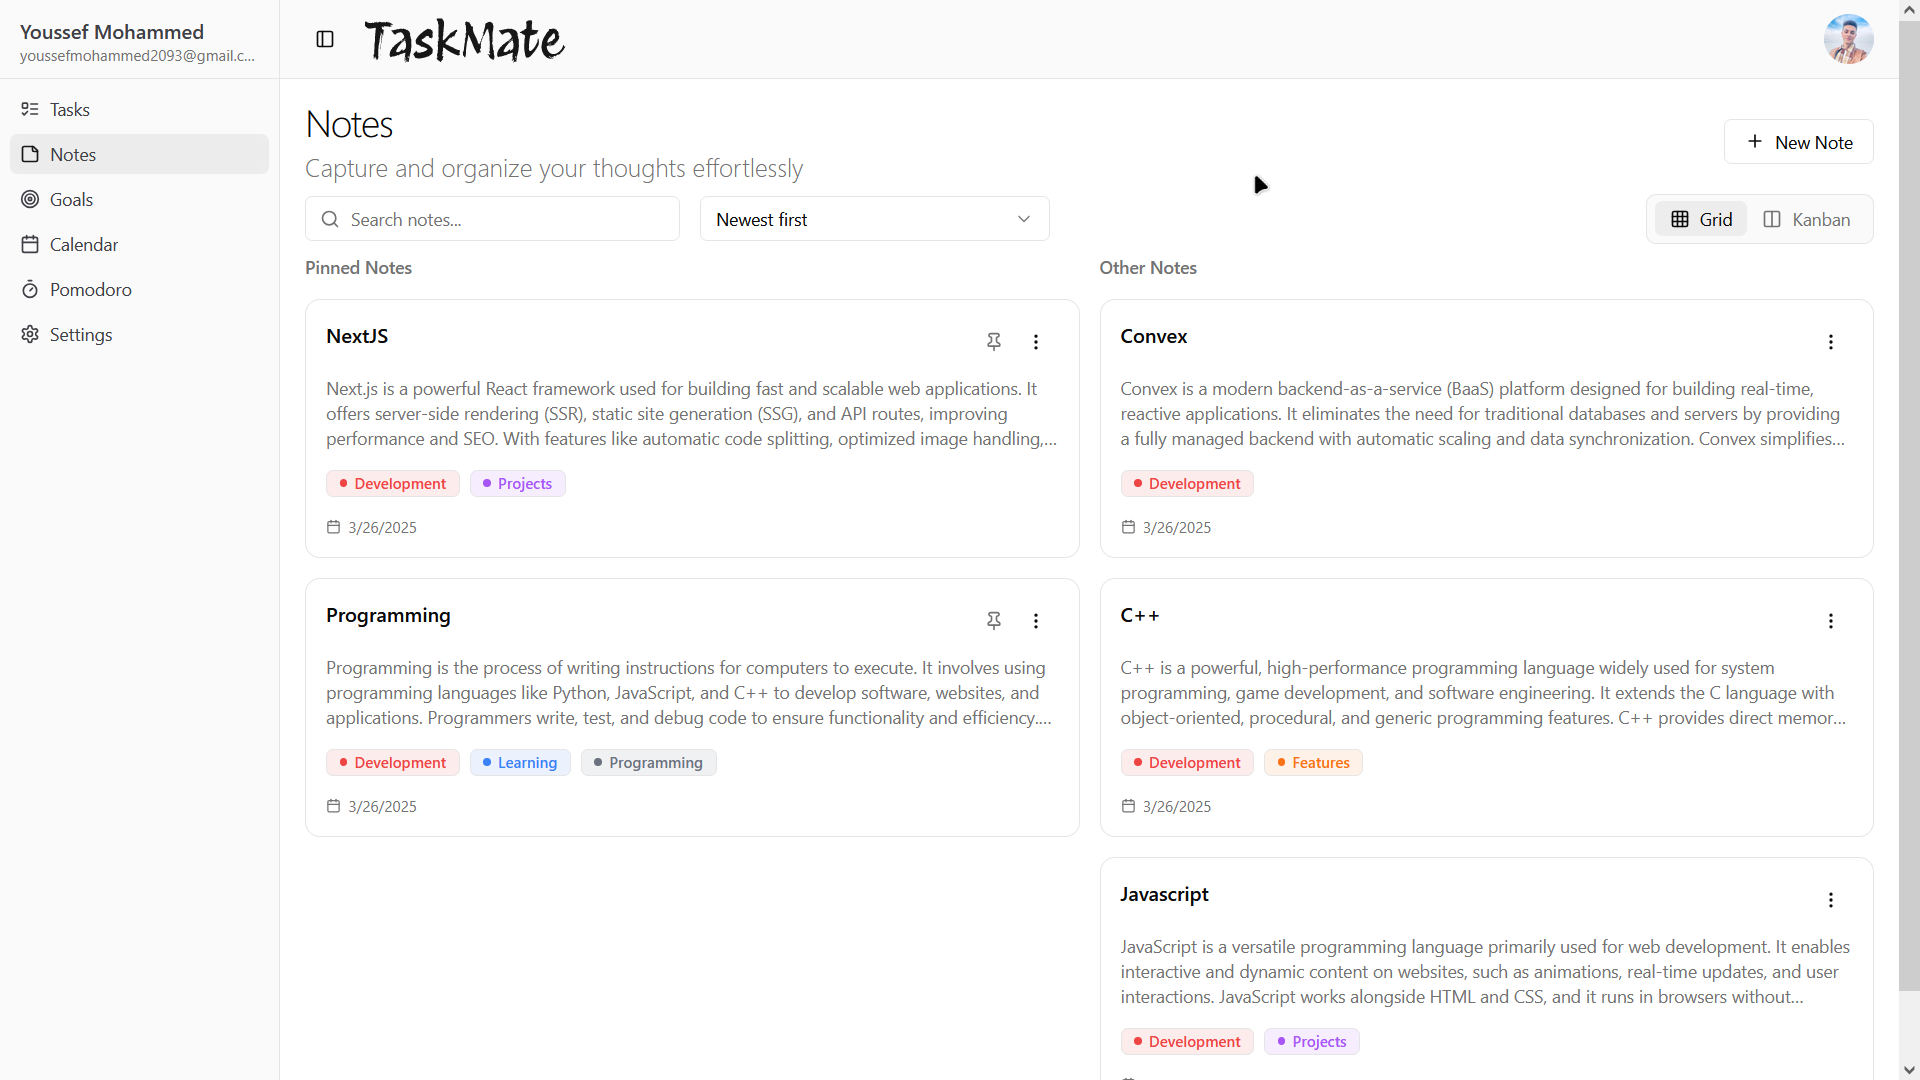 Youssef Mohammed
youssefmohammed2093@gmail.c...
Tasks
Notes
Goals
Calendar
Pomodoro
Settings
TaskMate
Notes
Capture and organize your thoughts effortlessly
New Note
Search notes...
Newest first
Grid
Kanban
Pinned Notes
NextJS
Next.js is a powerful React framework used for building fast and scalable web applications. It
offers server-side rendering (SSR), static site generation (SSG), and API routes, improving
performance and SEO. With features like automatic code splitting, optimized image handling,...
Development
Projects
3/26/2025
Programming
Programming is the process of writing instructions for computers to execute. It involves using
programming languages like Python, JavaScript, and C++ to develop software, websites, and
applications. Programmers write, test, and debug code to ensure functionality and efficiency....
Development
Learning
Programming
3/26/2025
Other Notes
Convex
Convex is a modern backend-as-a-service (BaaS) platform designed for building real-time,
reactive applications. It eliminates the need for traditional databases and servers by providing
a fully managed backend with automatic scaling and data synchronization. Convex simplifies...
Development
3/26/2025
C++
C++ is a powerful, high-performance programming language widely used for system
programming, game development, and software engineering. It extends the C language with
object-oriented, procedural, and generic programming features. C++ provides direct memor...
Development
Features
3/26/2025
Javascript
JavaScript is a versatile programming language primarily used for web development. It enables
interactive and dynamic content on websites, such as animations, real-time updates, and user
interactions. JavaScript works alongside HTML and CSS, and it runs in browsers without...
Development
Projects